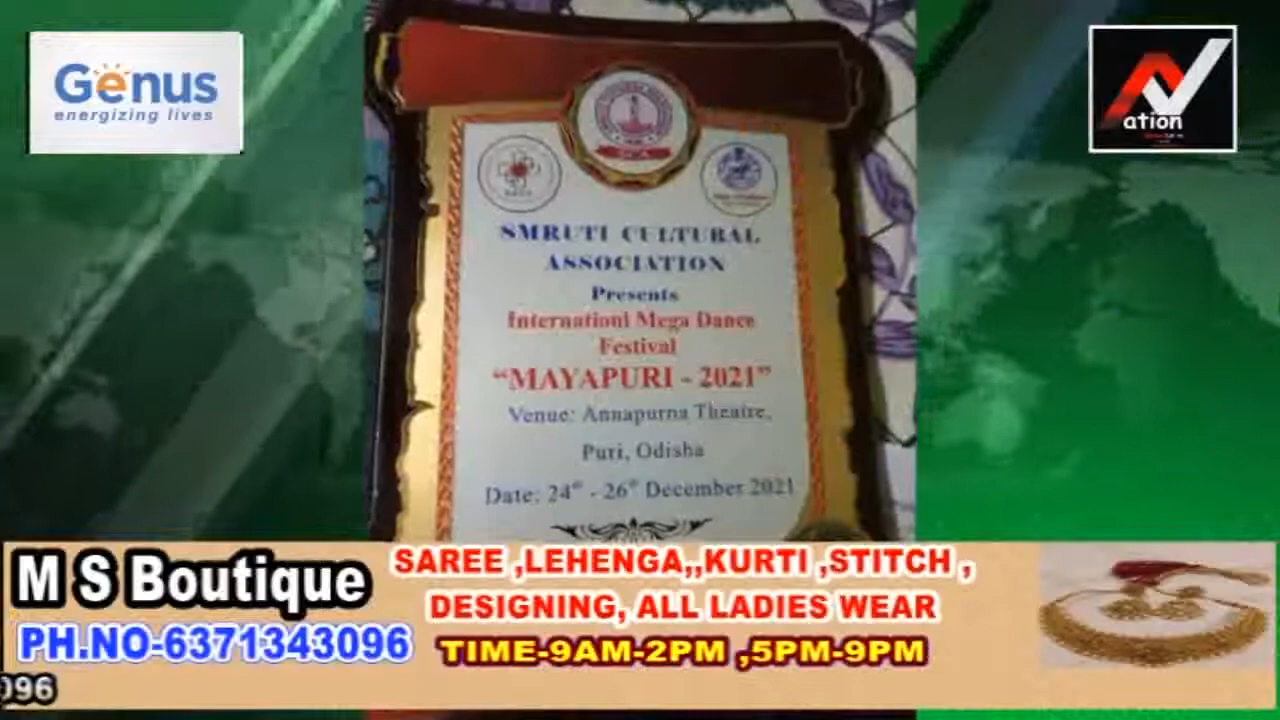 Genus
energizing lives
Nation
SMRUTI CULTURAL
ASSOCIATION
Presents
Internationl Mega Dance
Festival
“MAYAPURI - 2021”
Venue: Annapurna Theatre,
Puri, Odisha
Date: 24th - 26th December 2021
M S Boutique
PH.NO-6371343096
SAREE ,LEHENGA,,KURTI ,STITCH ,
DESIGNING, ALL LADIES WEAR
TIME-9AM-2PM ,5PM-9PM
096